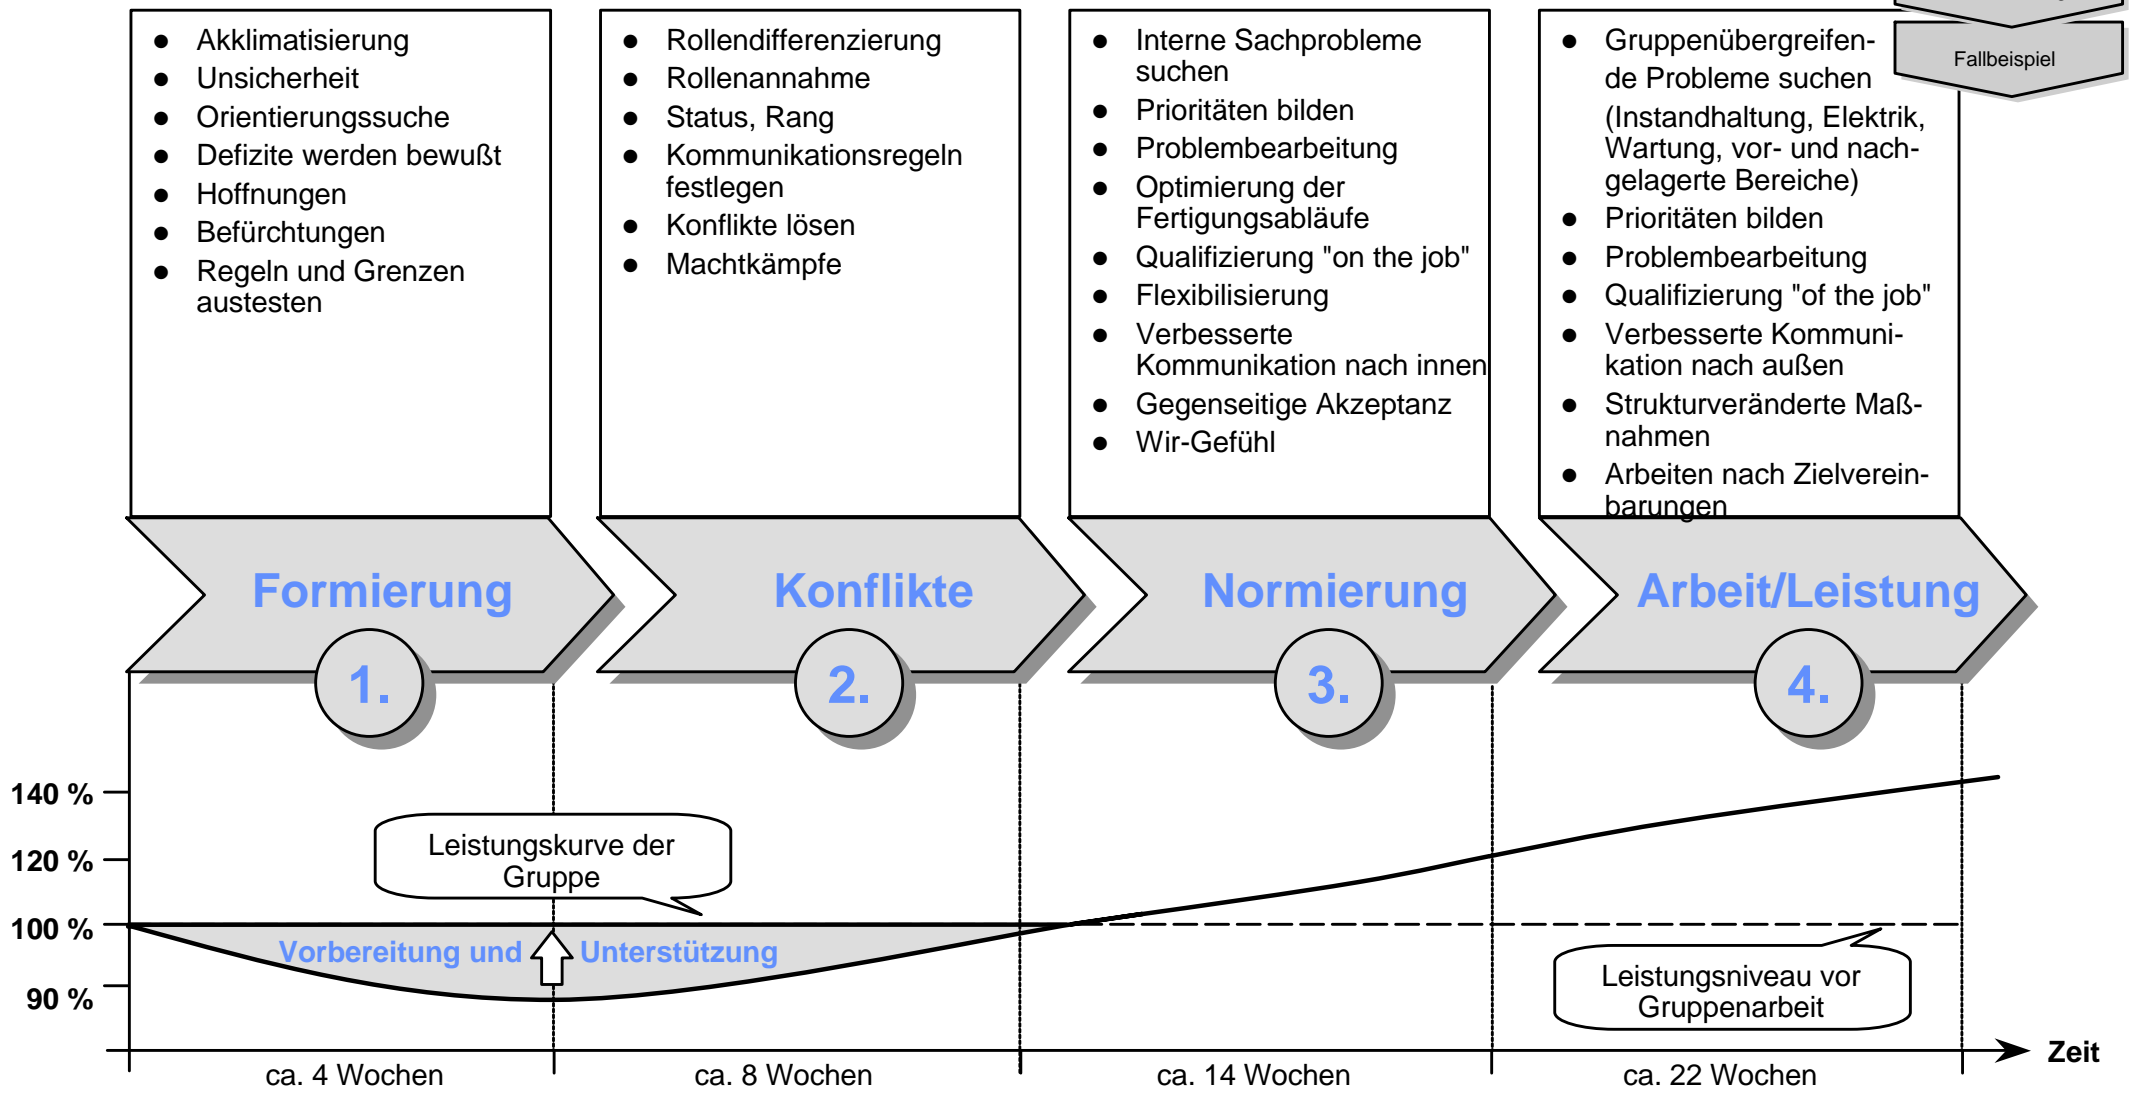 Fallbeispiel
● Akklimatisierung
● Unsicherheit
● Orientierungssuche
● Defizite werden bewußt
● Hoffnungen
● Befürchtungen
● Regeln und Grenzen
austesten
● Rollendifferenzierung
● Rollenannahme
● Status, Rang
● Kommunikationsregeln
festlegen
● Konflikte lösen
● Machtkämpfe
● Interne Sachprobleme
suchen
● Prioritäten bilden
● Problembearbeitung
● Optimierung der
Fertigungsabläufe
● Qualifizierung "on the job"
● Flexibilisierung
● Verbesserte
Kommunikation nach innen
● Gegenseitige Akzeptanz
● Wir-Gefühl
● Gruppenübergreifen-
de Probleme suchen
(Instandhaltung, Elektrik,
Wartung, vor- und nach-
gelagerte Bereiche)
● Prioritäten bilden
● Problembearbeitung
● Qualifizierung "of the job"
● Verbesserte Kommuni-
kation nach außen
● Strukturveränderte Maß-
nahmen
● Arbeiten nach Zielverein-
barungen
Formierung
Konflikte
Normierung
Arbeit/Leistung
1.
2.
3.
4.
140 %
120 %
100 %
90 %
Leistungskurve der
Gruppe
Vorbereitung und Unterstützung
Leistungsniveau vor
Gruppenarbeit
Zeit
ca. 4 Wochen
ca. 8 Wochen
ca. 14 Wochen
ca. 22 Wochen